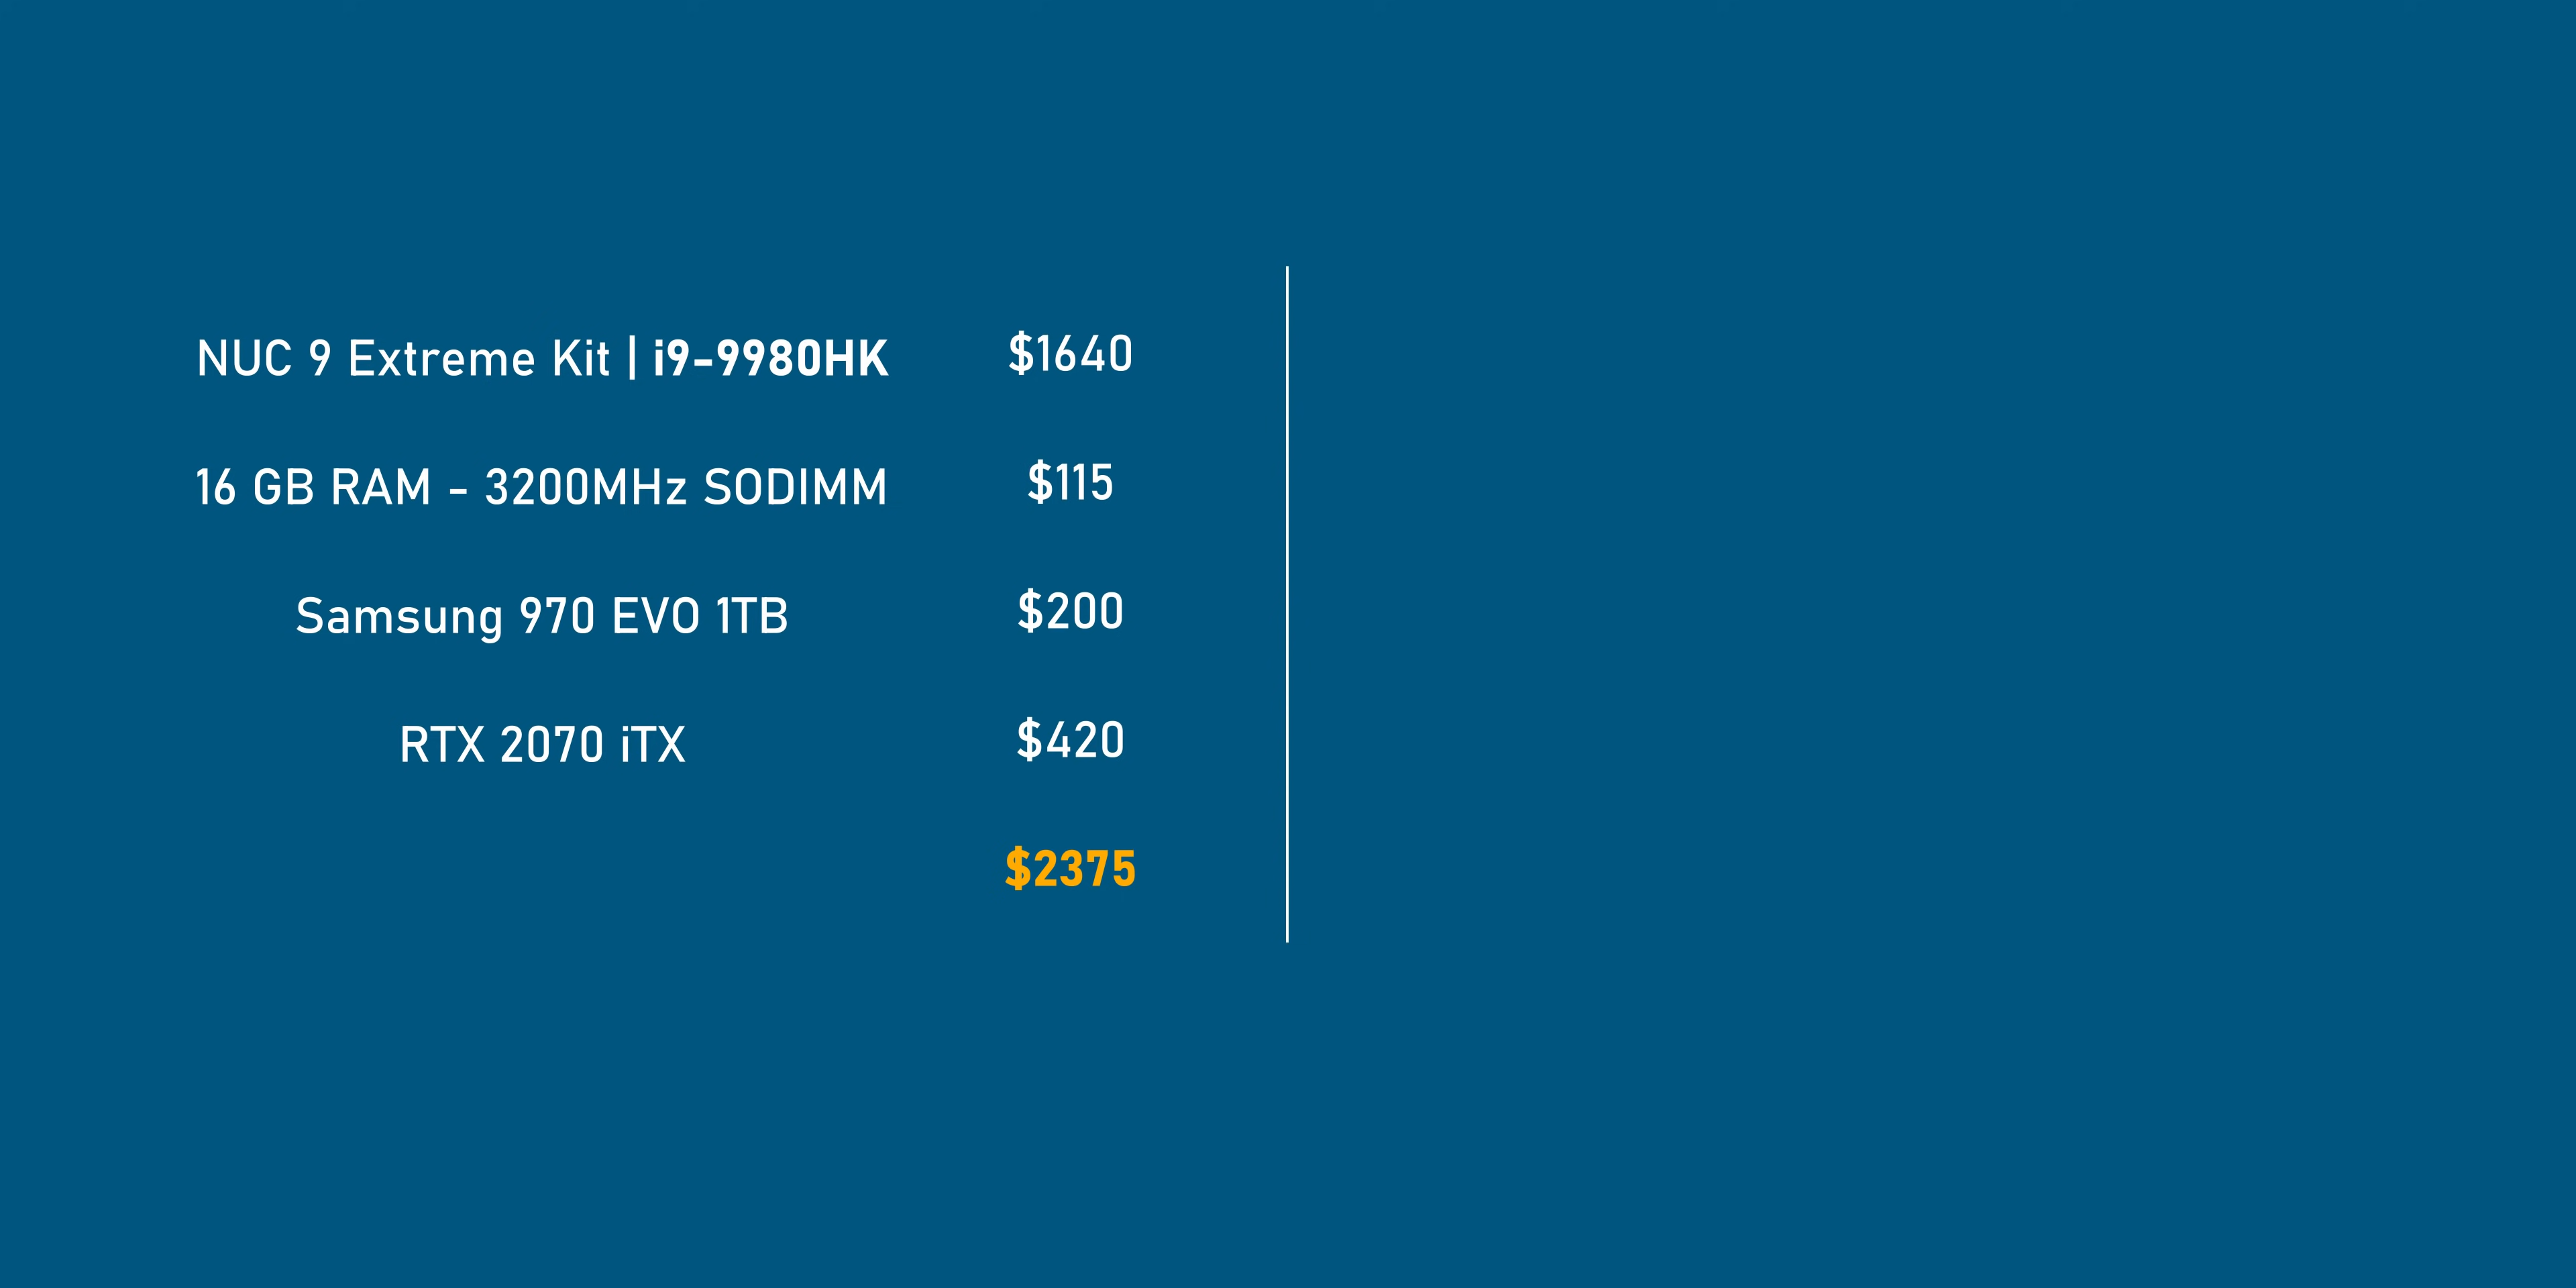 NUC 9 Extreme Kit | i9-9980HK $1640
16 GB RAM - 3200MHz SODIMM $115
Samsung 970 EVO 1TB $200
RTX 2070 iTX $420
$2375